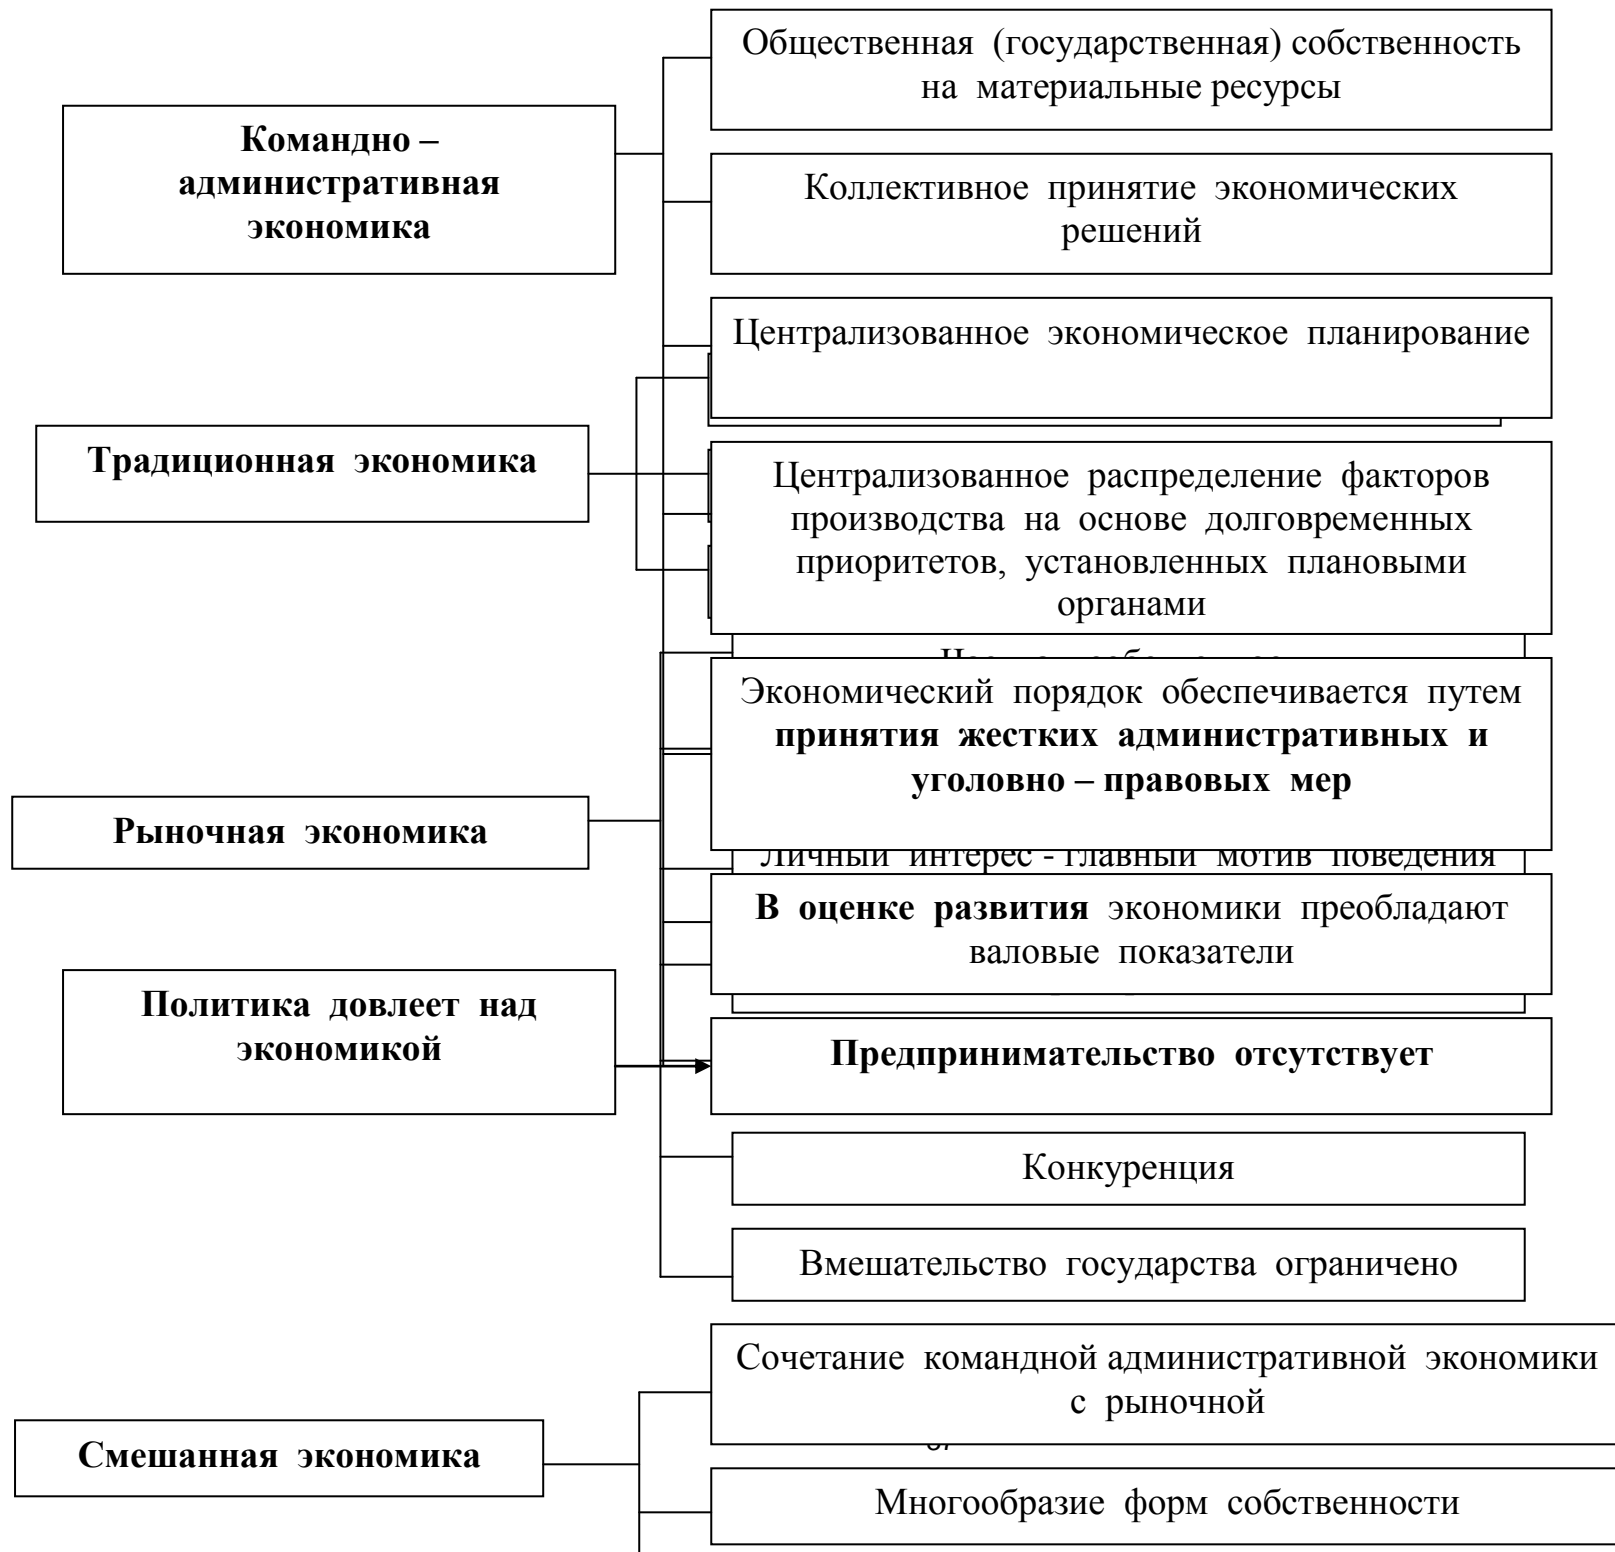 Общественная (государственная) собственность
на материальные ресурсы
Командно –
административная
экономика
Коллективное принятие экономических
решений
Централизованное экономическое планирование
Традиционная экономика
Централизованное распределение факторов
производства на основе долговременных
приоритетов, установленных плановыми
органами
Экономический порядок обеспечивается путем
принятия жестких административных и
уголовно – правовых мер
Рыночная экономика
Личный интерес - главный мотив поведения
В оценке развития экономики преобладают
валовые показатели
Политика довлеет над
экономикой
Предпринимательство отсутствует
Конкуренция
Вмешательство государства ограничено
Сочетание командной административной экономики
с рыночной
Смешанная экономика
Многообразие форм собственности